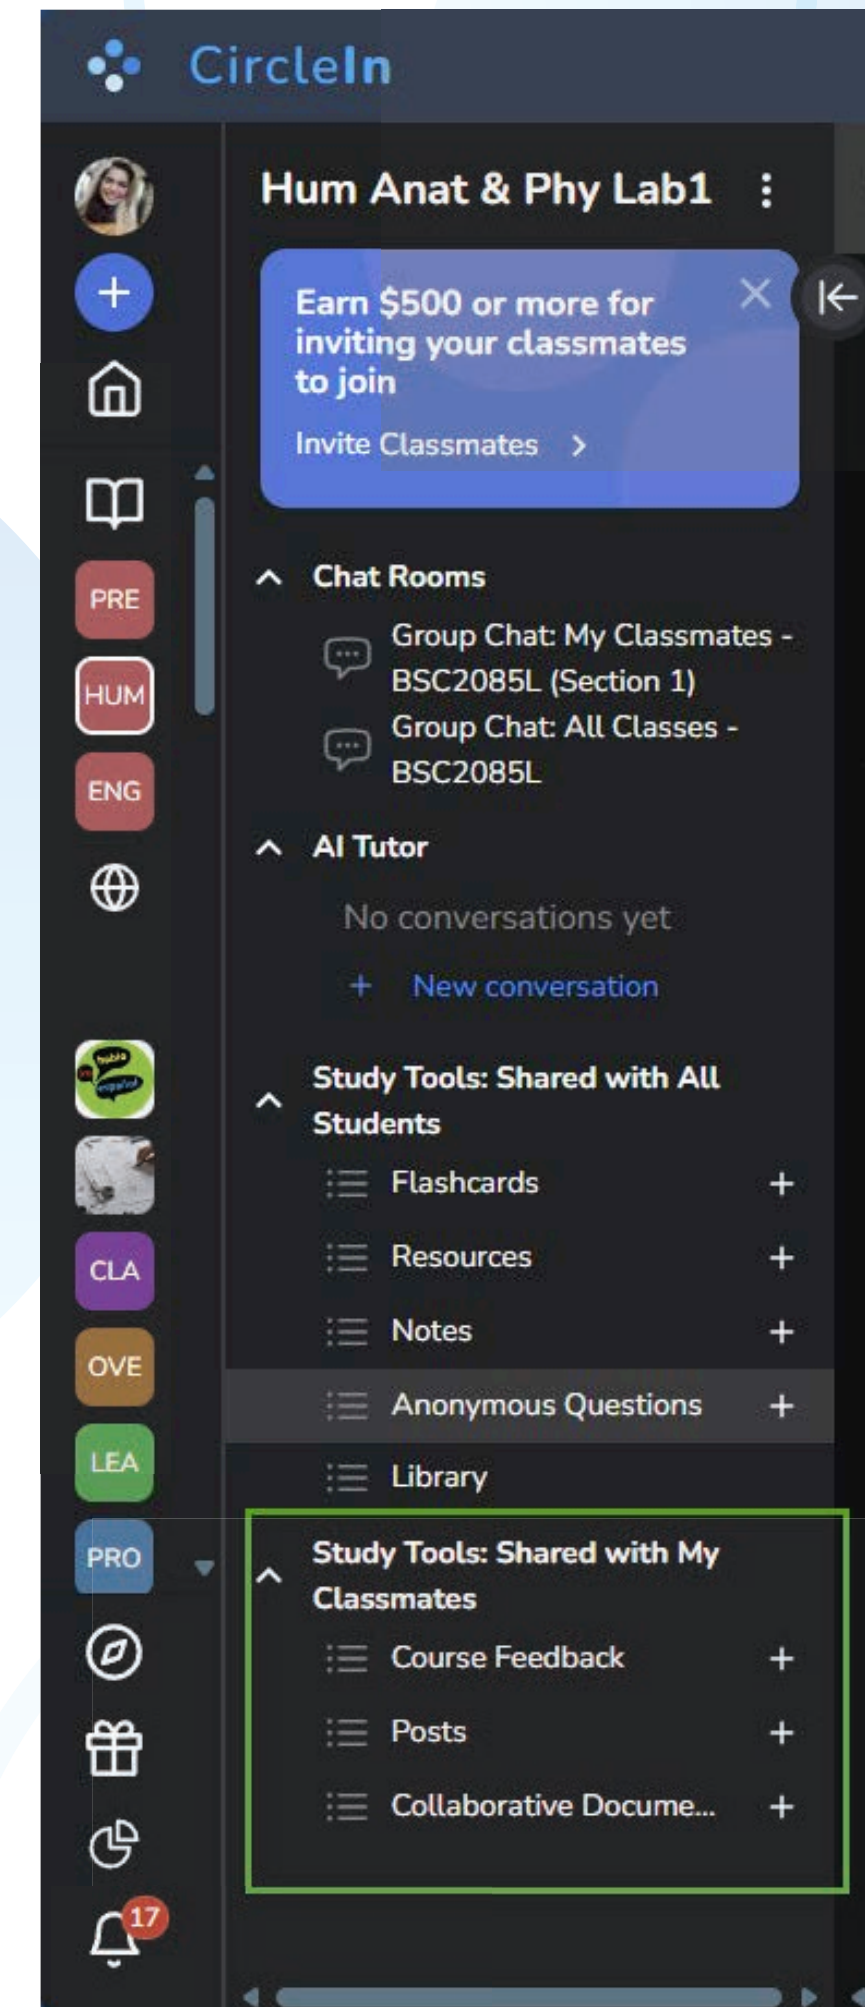 CircleIn
Hum Anat & Phy Lab1
Earn $500 or more for
inviting your classmates
to join
Invite Classmates
PRE
HUM
ENG
CLA
OVE
LEA
PRO
17
Chat Rooms
Group Chat: My Classmates -
BSC2085L (Section 1)
Group Chat: All Classes -
BSC2085L
AI Tutor
No conversations yet
+ New conversation
Study Tools: Shared with All
Students
Flashcards +
Resources +
Notes +
Anonymous Questions +
Library
Study Tools: Shared with My
Classmates
Course Feedback +
Posts +
Collaborative Docume... +